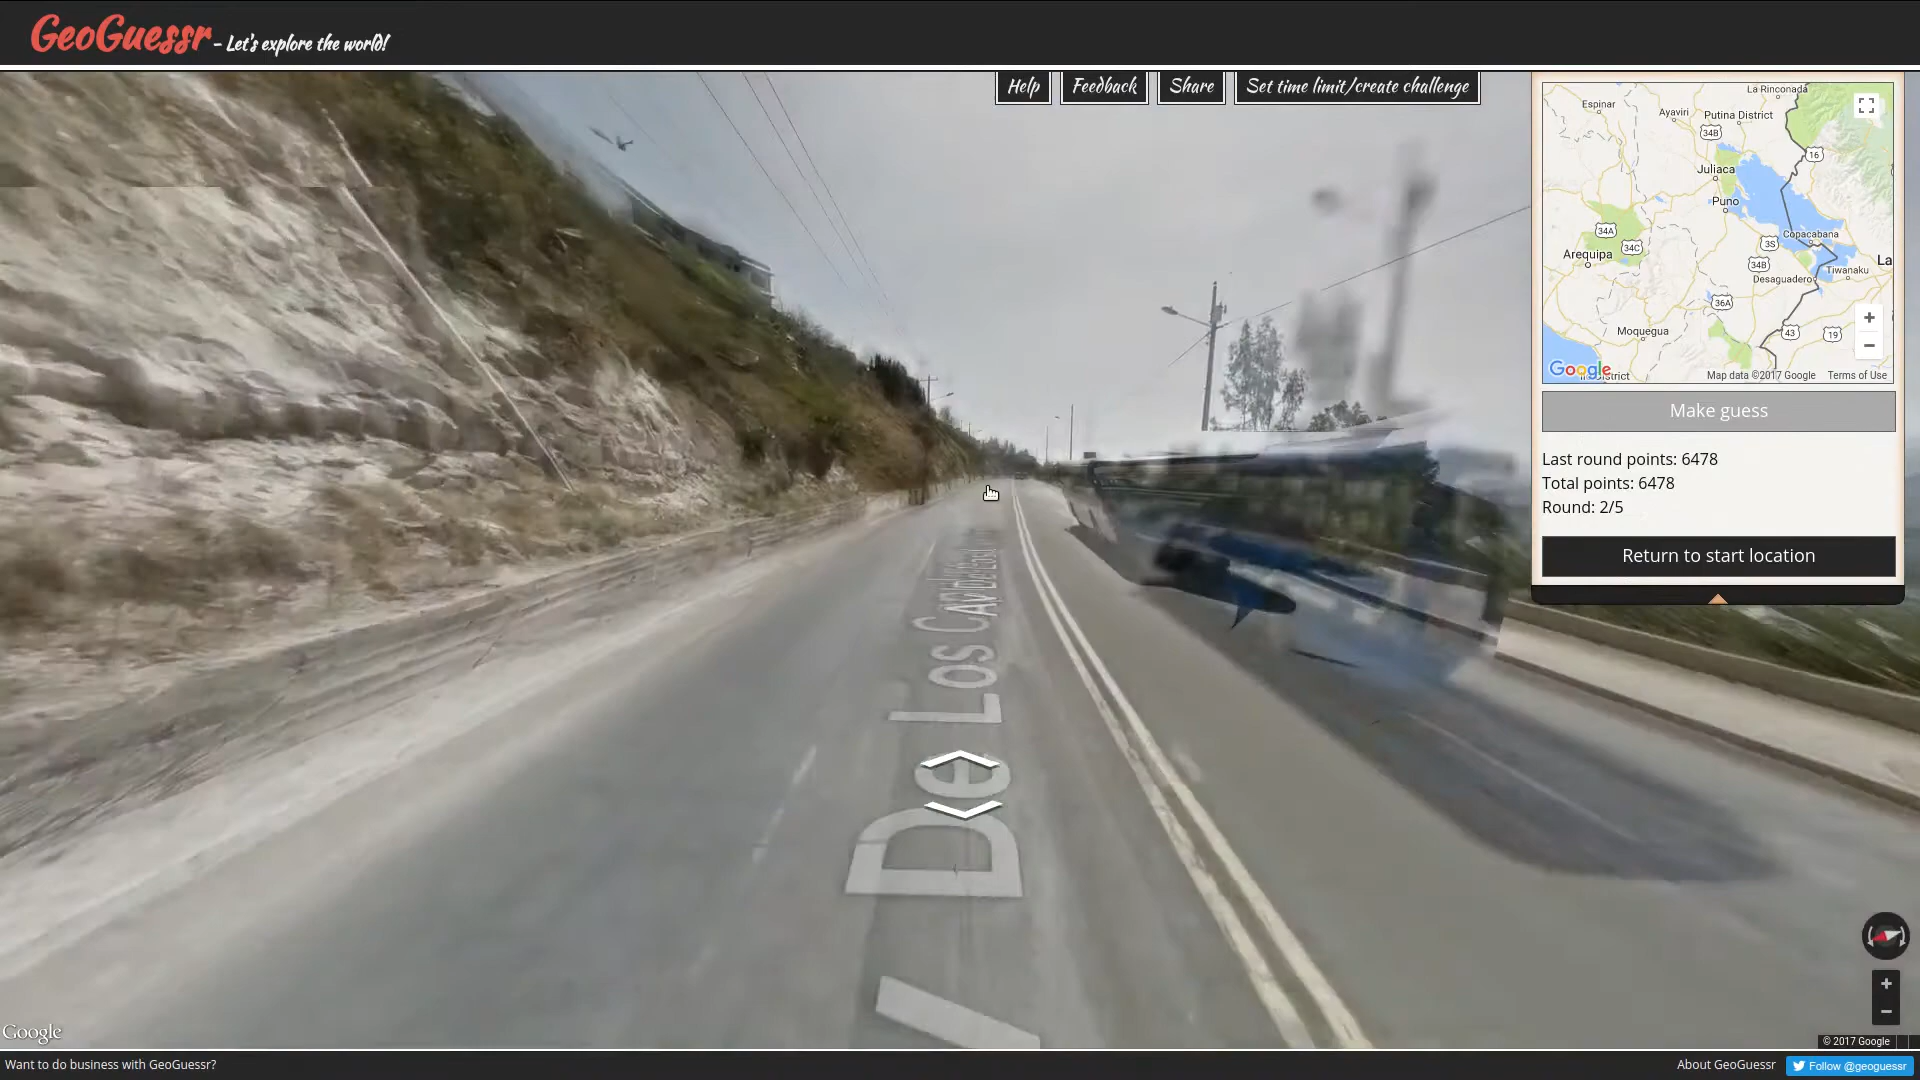 GeoGuessr - Let's explore the world!
Help
Feedback
Share
Set time limit/create challenge
La Rinconada
Espinar
Ayaviri
Putina District
34B
16
Juliaca
Puno
34A
34C
Copacabana
3S
Arequipa
La
34B
Tiwanaku
Desaguadero
36A
Moquegua
43
19
Google
Map data ©2017 Google
Terms of Use
Make guess
Last round points: 6478
Total points: 6478
Round: 2/5
Return to start location
De Los
Google
© 2017 Google
Want to do business with GeoGuessr?
About GeoGuessr
Follow @geoguessr